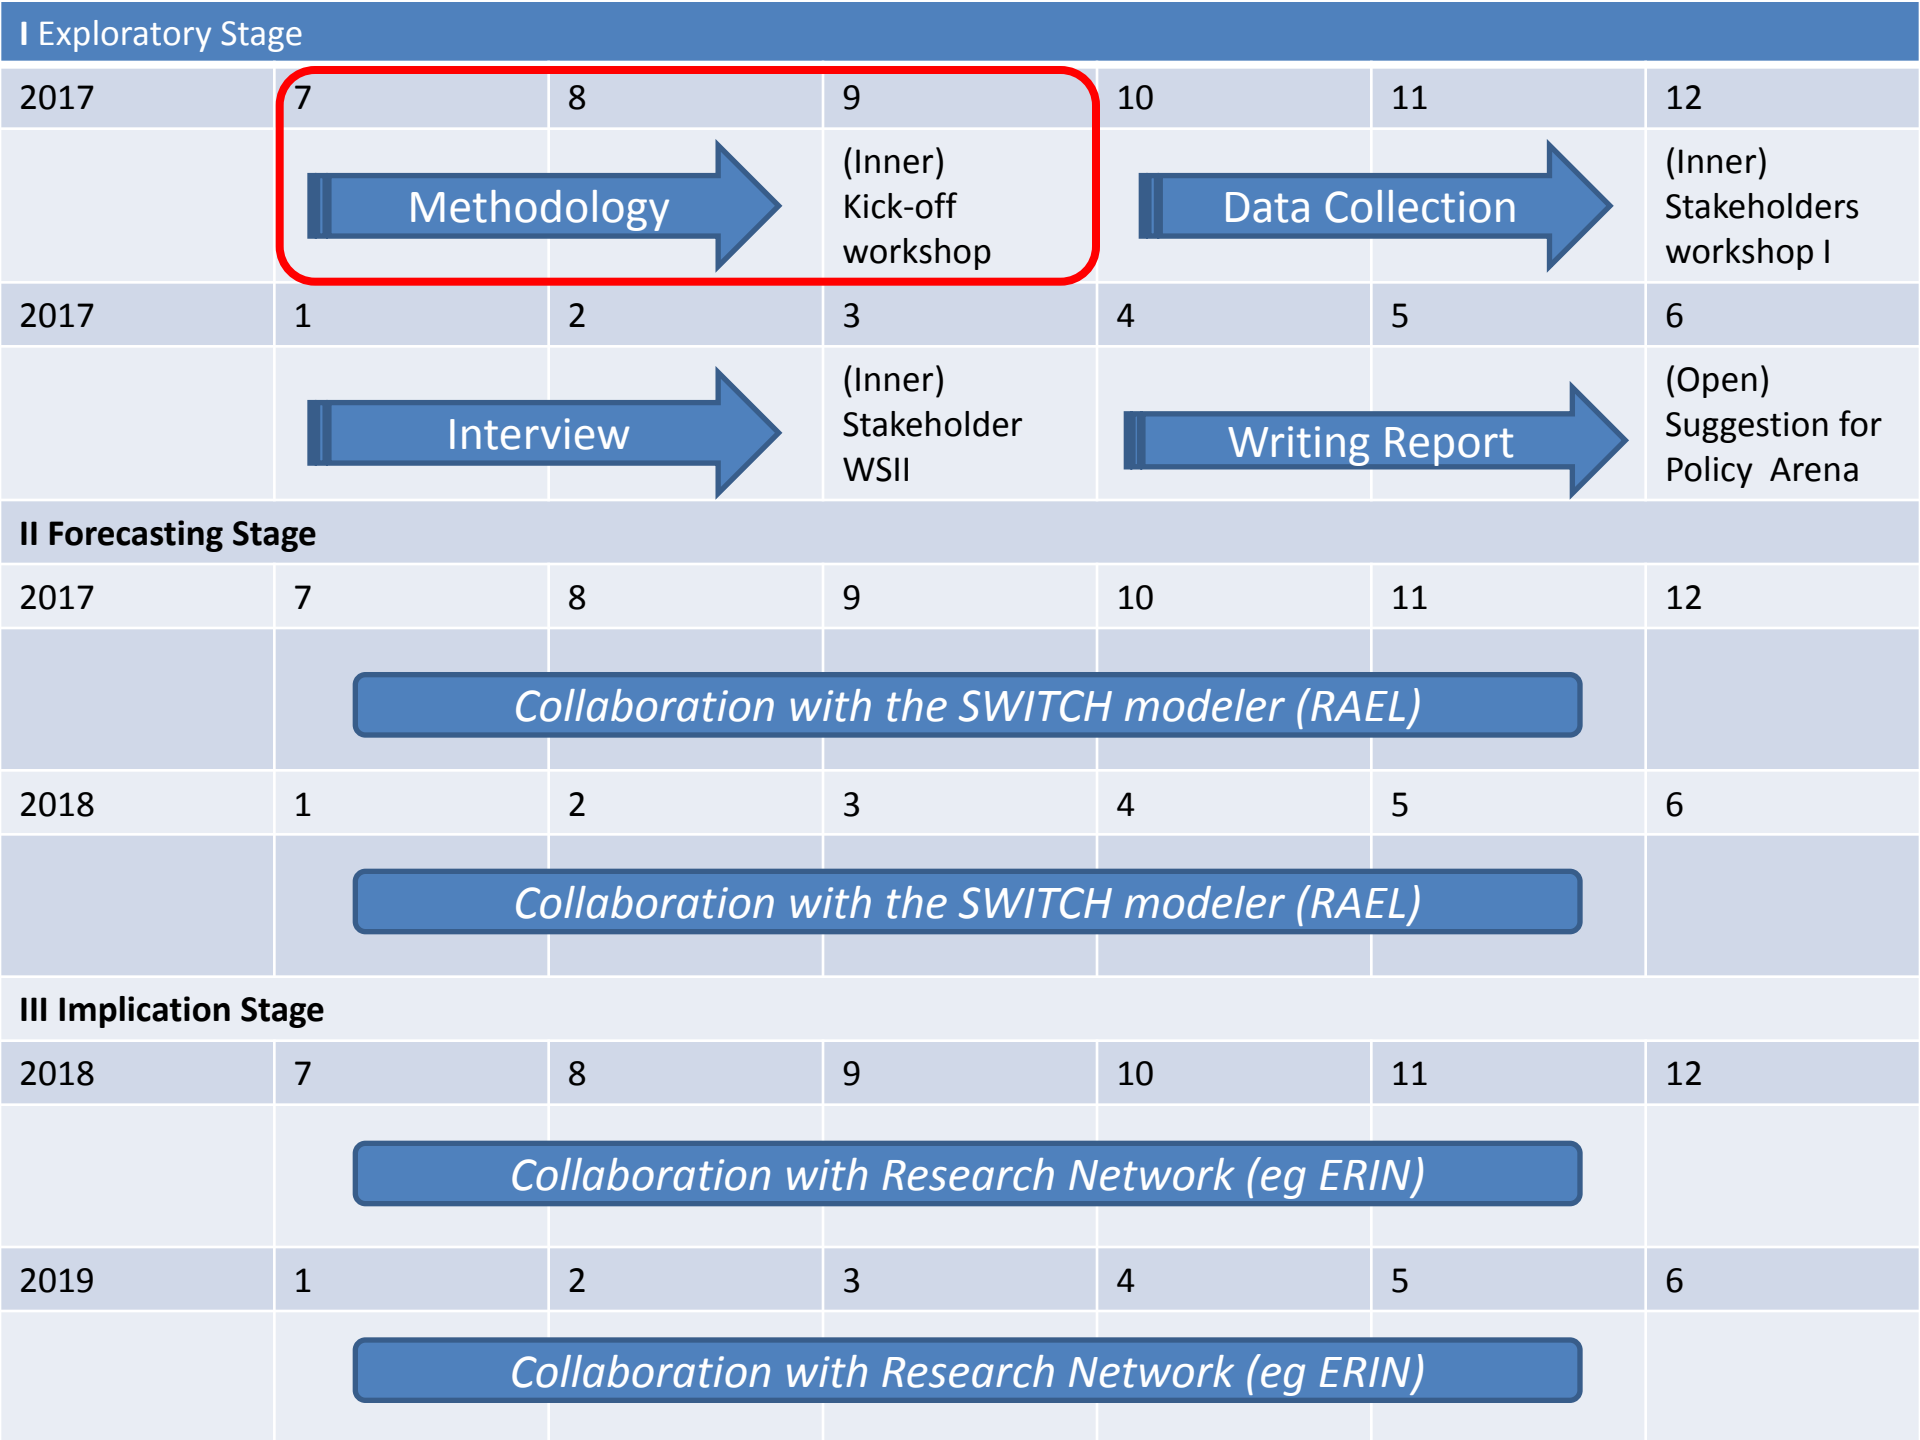 I Exploratory Stage
2017 7 8 9 10 11 12
Methodology
(Inner)
Kick-off
workshop
Data Collection
(Inner)
Stakeholders
workshop I
2017 1 2 3 4 5 6
Interview
(Inner)
Stakeholder
WSII
Writing Report
(Open)
Suggestion for
Policy Arena
II Forecasting Stage
2017 7 8 9 10 11 12
Collaboration with the SWITCH modeler (RAEL)
2018 1 2 3 4 5 6
Collaboration with the SWITCH modeler (RAEL)
III Implication Stage
2018 7 8 9 10 11 12
Collaboration with Research Network (eg ERIN)
2019 1 2 3 4 5 6
Collaboration with Research Network (eg ERIN)